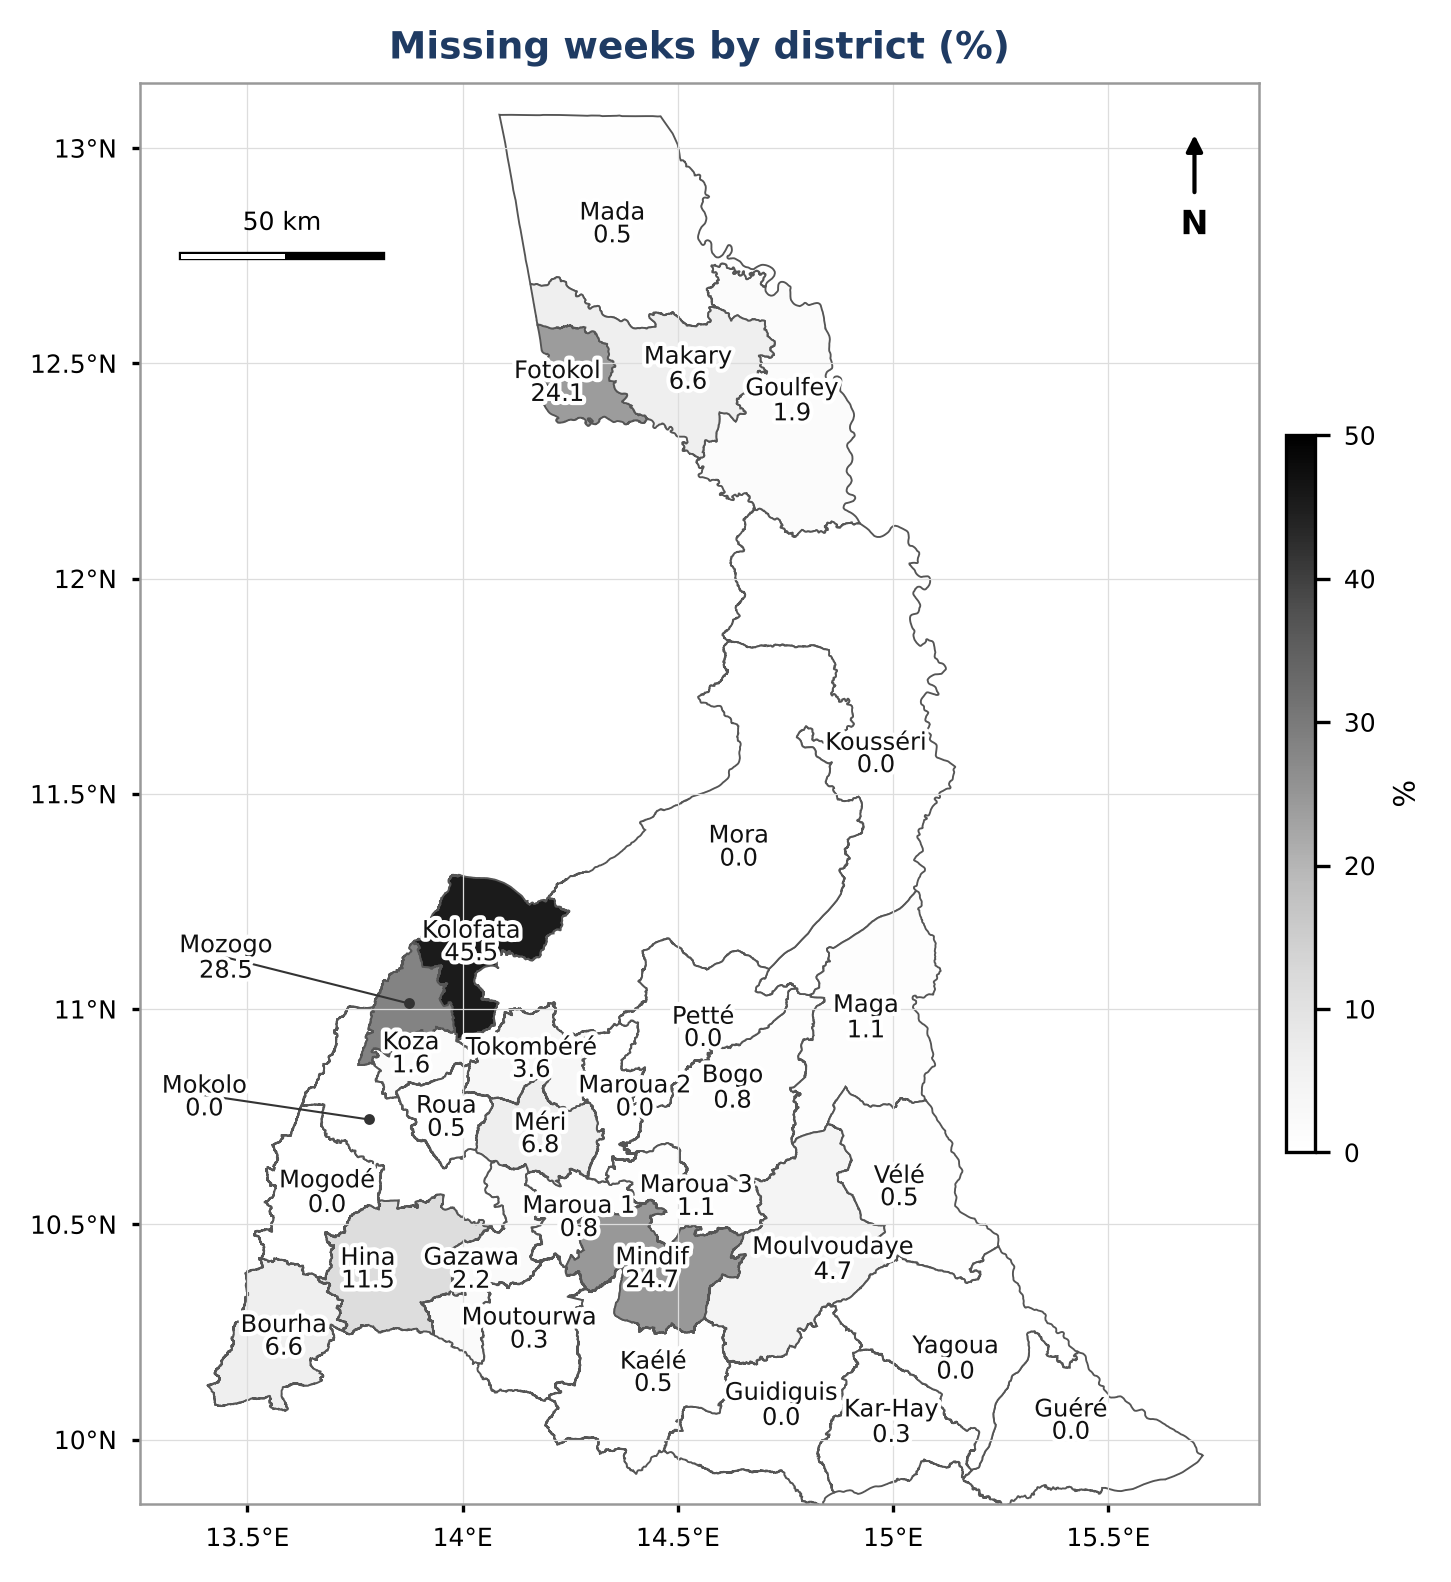 Missing weeks by district (%)
13°N
12.5°N
12°N
11.5°N
11°N
10.5°N
10°N
50 km
N
Mada
0.5
Makary
6.6
Fotokol
24.1
Goulfey
1.9
Kousséri
0.0
Mora
0.0
Kolofata
45.5
Mozogo
28.5
Maga
1.1
Petté
0.0
Koza
1.6
Tokombéré
3.6
Mokolo
0.0
Maroua 2
0.0
Bogo
0.8
Roua
0.5
Méri
6.8
Mogodé
0.0
Maroua 3
1.1
Vélé
0.5
Maroua 1
0.8
Hina
11.5
Gazawa
2.2
Mindif
24.7
Moulvoudaye
4.7
Bourha
6.6
Moutourwa
0.3
Yagoua
0.0
Kaélé
0.5
Guidiguis
0.0
Kar-Hay
0.3
Guéré
0.0
50
40
30
20
10
0
%
13.5°E
14°E
14.5°E
15°E
15.5°E